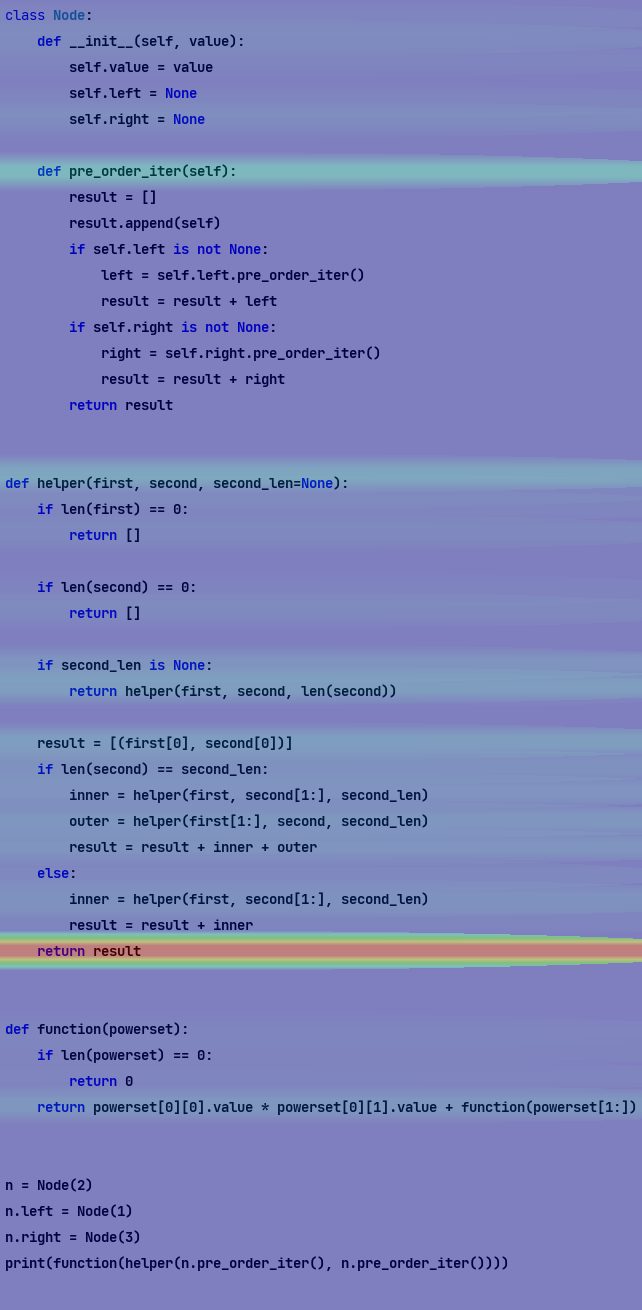 class Node:
    def __init__(self, value):
        self.value = value
        self.left = None
        self.right = None

    def pre_order_iter(self):
        result = []
        result.append(self)
        if self.left is not None:
            left = self.left.pre_order_iter()
            result = result + left
        if self.right is not None:
            right = self.right.pre_order_iter()
            result = result + right
        return result


def helper(first, second, second_len=None):
    if len(first) == 0:
        return []

    if len(second) == 0:
        return []

    if second_len is None:
        return helper(first, second, len(second))

    result = [(first[0], second[0])]
    if len(second) == second_len:
        inner = helper(first, second[1:], second_len)
        outer = helper(first[1:], second, second_len)
        result = result + inner + outer
    else:
        inner = helper(first, second[1:], second_len)
        result = result + inner
    return result


def function(powerset):
    if len(powerset) == 0:
        return 0
    return powerset[0][0].value * powerset[0][1].value + function(powerset[1:])


n = Node(2)
n.left = Node(1)
n.right = Node(3)
print(function(helper(n.pre_order_iter(), n.pre_order_iter())))